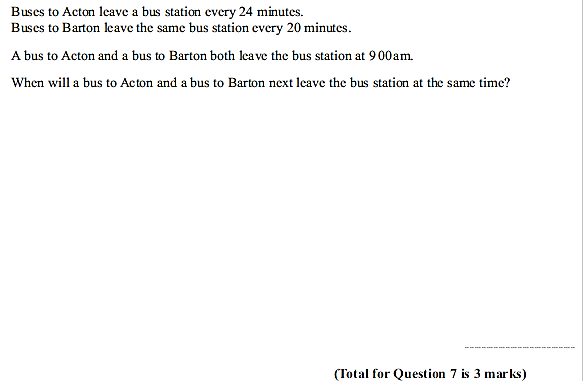 Buses to Acton leave a bus station every 24 minutes.
Buses to Barton leave the same bus station every 20 minutes.
A bus to Acton and a bus to Barton both leave the bus station at 9 00am.
When will a bus to Acton and a bus to Barton next leave the bus station at the same time?
(Total for Question 7 is 3 marks)